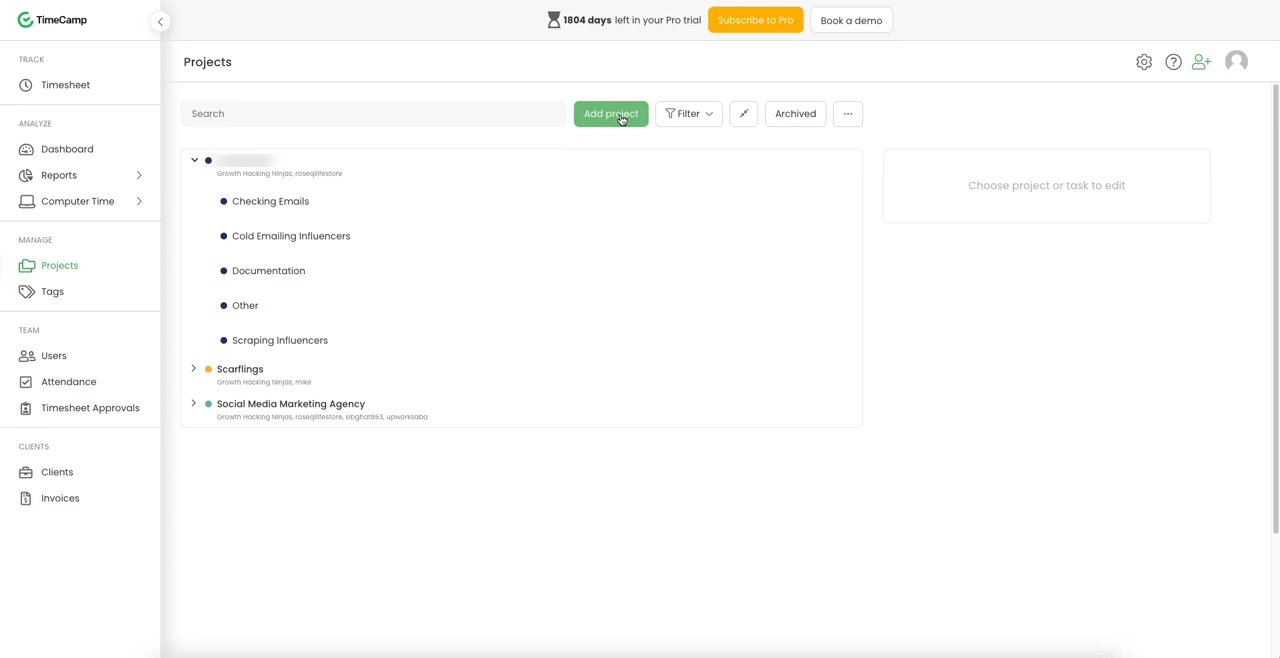 TimeCamp
1804 days left in your Pro trial
Subscribe to Pro
Book a demo
TRACK
Timesheet
ANALYZE
Dashboard
Reports
Computer Time
MANAGE
Projects
Tags
TEAM
Users
Attendance
Timesheet Approvals
CLIENTS
Clients
Invoices
Projects
Search
Add project
Filter
Archived
...
Growth Hacking Ninjas, roseqilifestore
Checking Emails
Cold Emailing Influencers
Documentation
Other
Scraping Influencers
Scarflings
Growth Hacking Ninjas, mike
Social Media Marketing Agency
Growth Hacking Ninjas, roseqilifestore, sibghat863, upworksaba
Choose project or task to edit